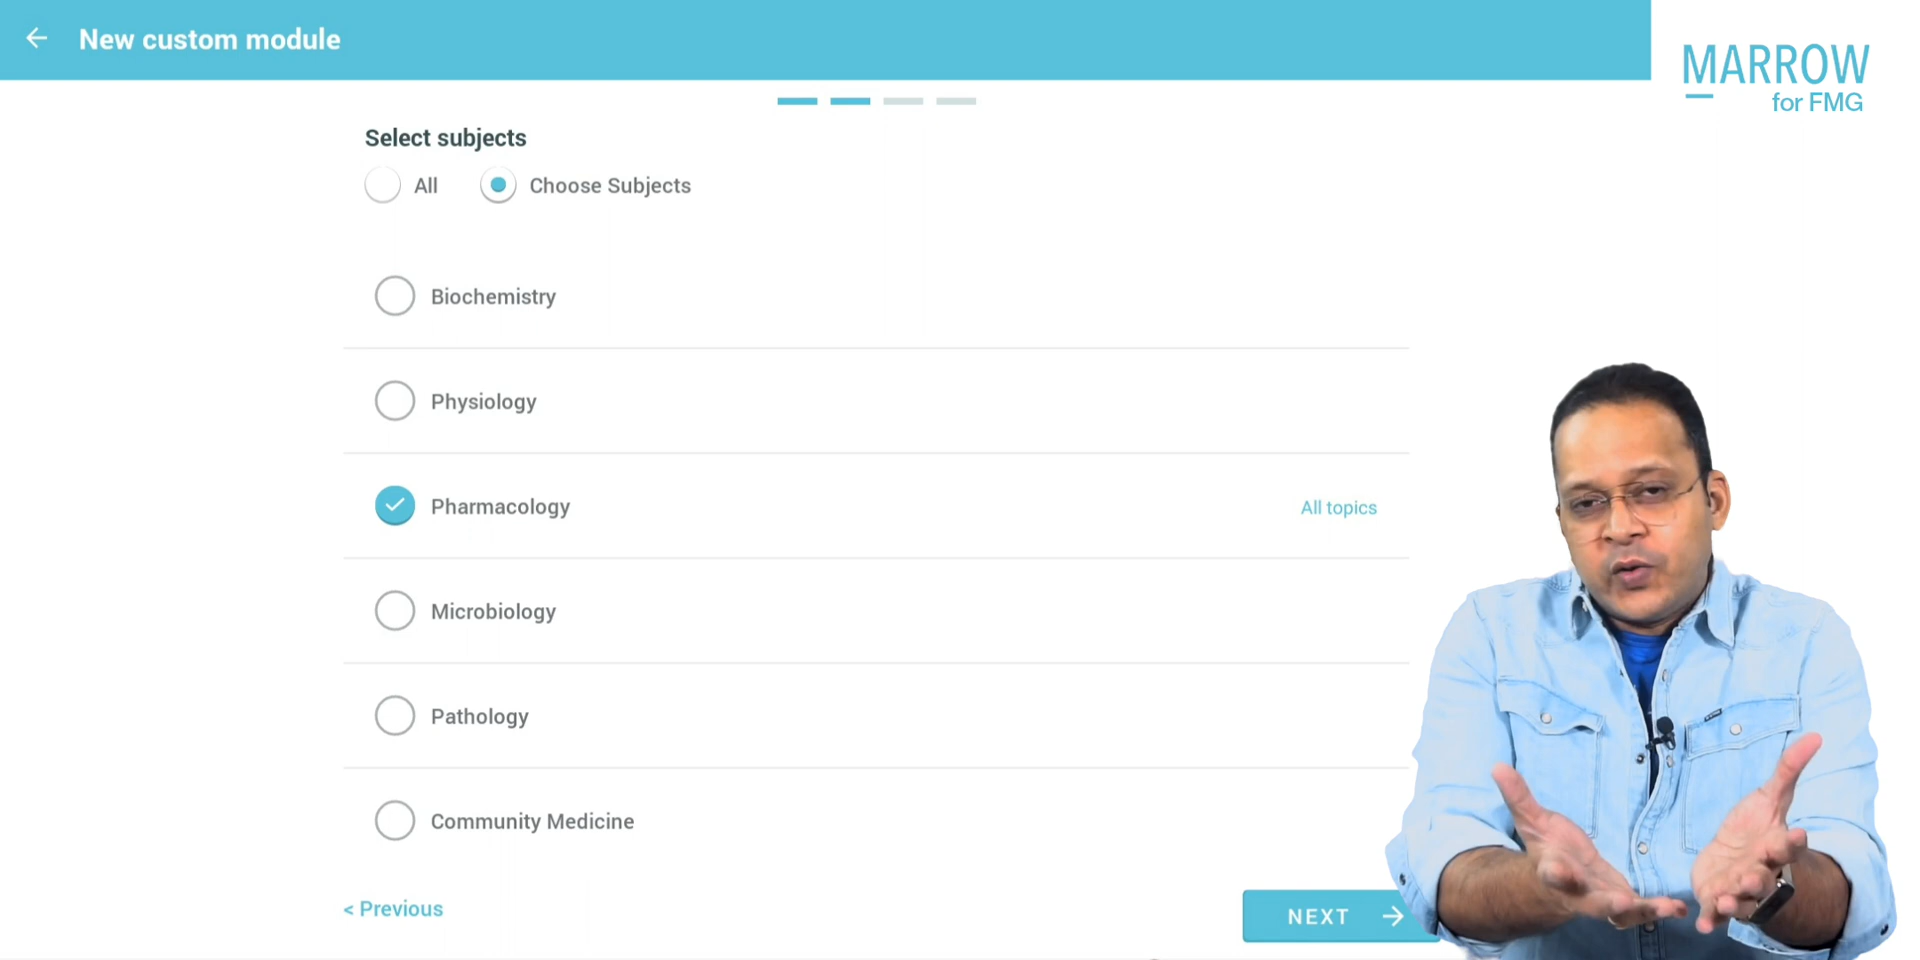 New custom module
MARROW
for FMG
Select subjects
All
Choose Subjects
Biochemistry
Physiology
Pharmacology
All topics
Microbiology
Pathology
Community Medicine
< Previous
NEXT